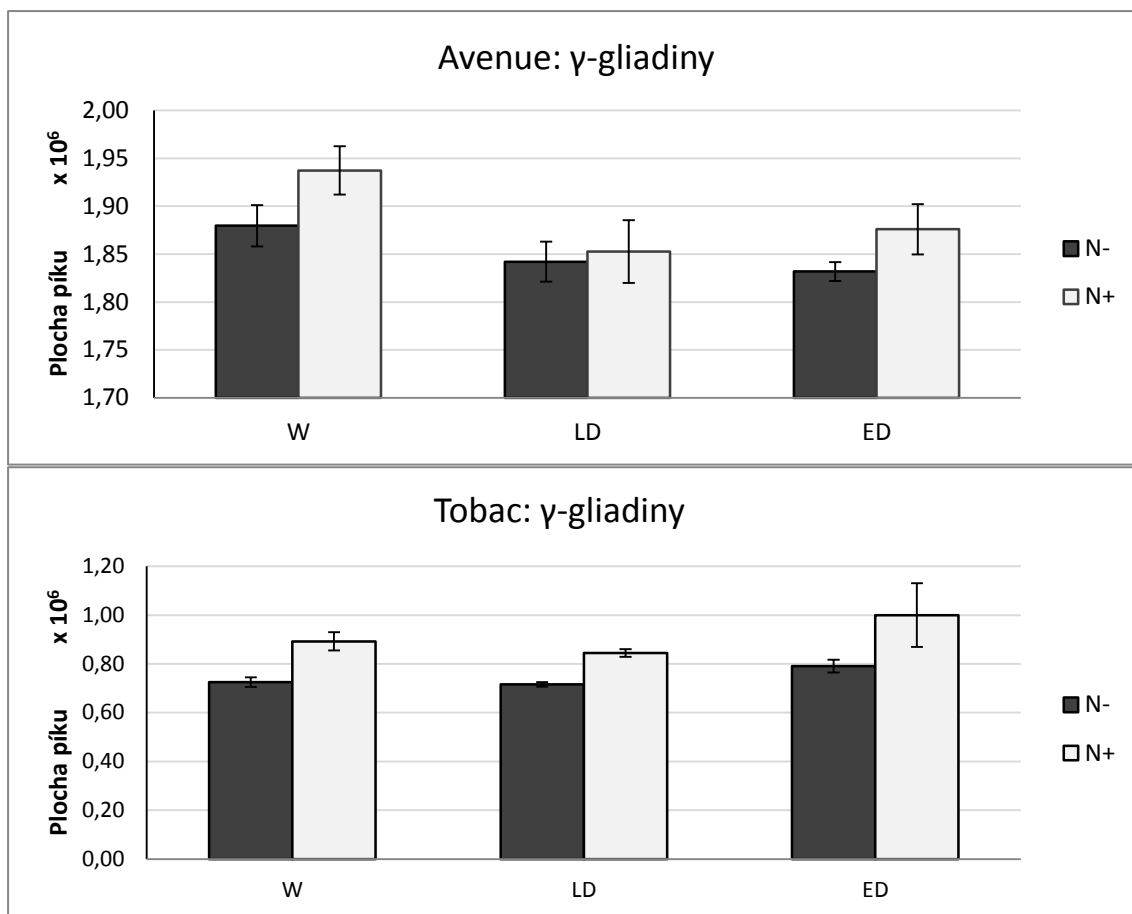 Avenue: γ-gliadiny
Plocha píku x 10⁶
2,00
1,95
1,90
1,85
1,80
1,75
1,70
W LD ED
N-
N+
Tobac: γ-gliadiny
Plocha píku x 10⁶
1,20
1,00
0,80
0,60
0,40
0,20
0,00
W LD ED
N-
N+